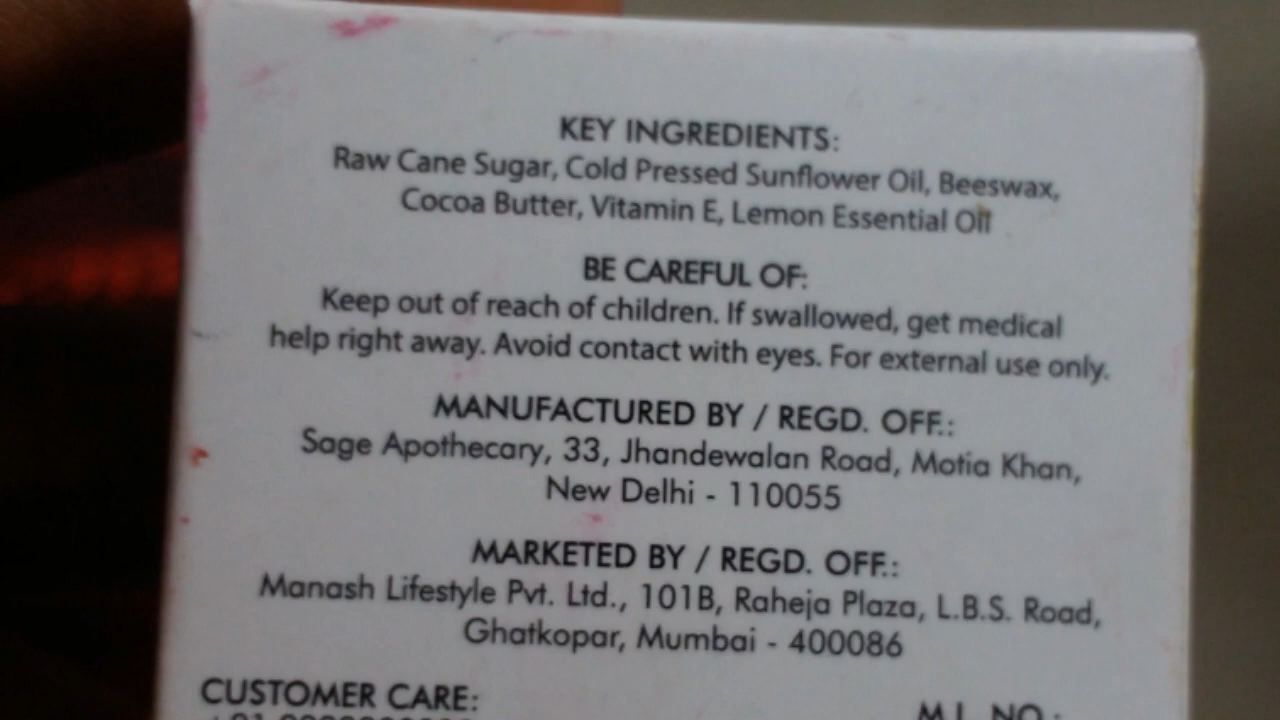 KEY INGREDIENTS:
Raw Cane Sugar, Cold Pressed Sunflower Oil, Beeswax,
Cocoa Butter, Vitamin E, Lemon Essential Oil
BE CAREFUL OF:
Keep out of reach of children. If swallowed, get medical
help right away. Avoid contact with eyes. For external use only.
MANUFACTURED BY / REGD. OFF.:
Sage Apothecary, 33, Jhandewalan Road, Motia Khan,
New Delhi - 110055
MARKETED BY / REGD. OFF.:
Manash Lifestyle Pvt. Ltd., 101B, Raheja Plaza, L.B.S. Road,
Ghatkopar, Mumbai - 400086
CUSTOMER CARE:
M.L. NO.: